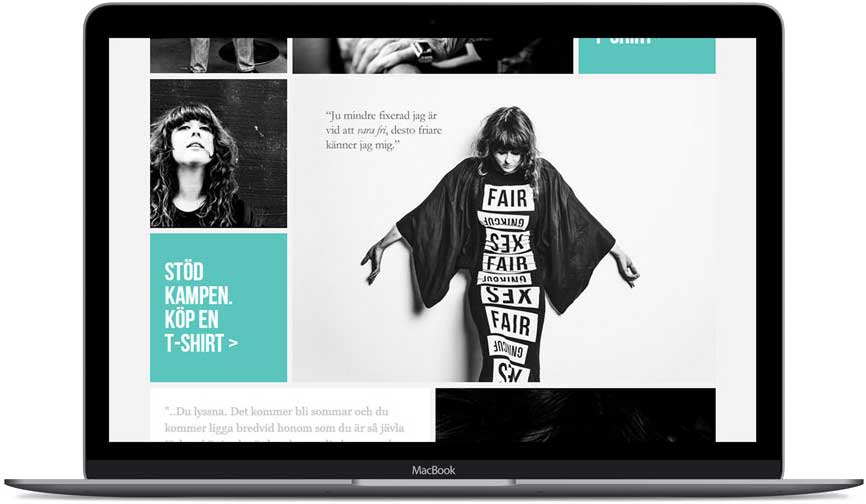 T-SHIRT
“Ju mindre fixerad jag är
vid att vara fri, desto friare
känner jag mig.”
FAIR
FUCKING
SEX
FAIR
FUCKING
SEX
FAIR
FUCKING
SEX
STÖD
KAMPEN.
KÖP EN
T-SHIRT >
"..Du lyssna. Det kommer bli sommar och du
kommer ligga bredvid honom som du är så jävla
MacBook